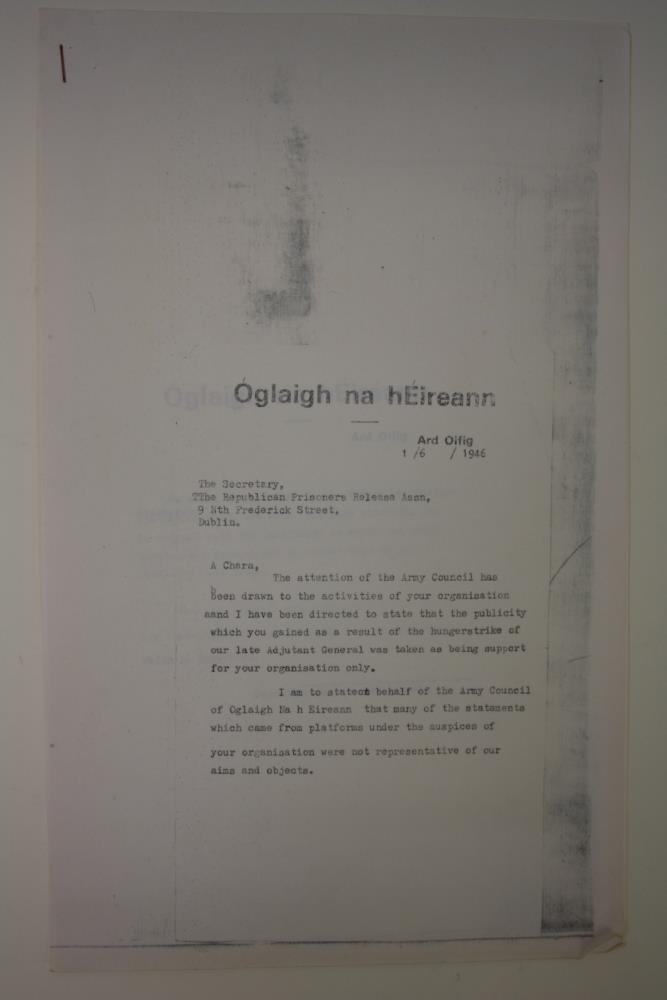 Óglaigh na hÉireann
Ard Oifig
1 /6 / 1946
The Secretary,
TThe Republican Prisoners Release Assn,
9 Nth Frederick Street,
Dublin.
A Chara,
The attention of the Army Council has
been drawn to the activities of your organisation
aand I have been directed to state that the publicity
which you gained as a result of the hungerstrike of
our late Adjutant General was taken as being support
for your organisation only.
I am to stateon behalf of the Army Council
of Oglaigh Na h Eireann that many of the statements
which came from platforms under the auspices of
your organisation were not representative of our
aims and objects.